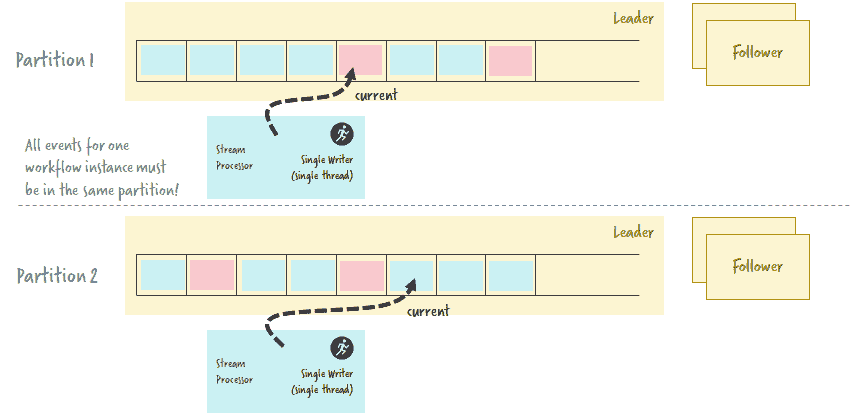 Leader
Partition 1
Follower
current
All events for one
workflow instance must
be in the same partition!
Stream
Processor
Single Writer
(single thread)
Leader
Partition 2
Follower
current
Stream
Processor
Single Writer
(single thread)